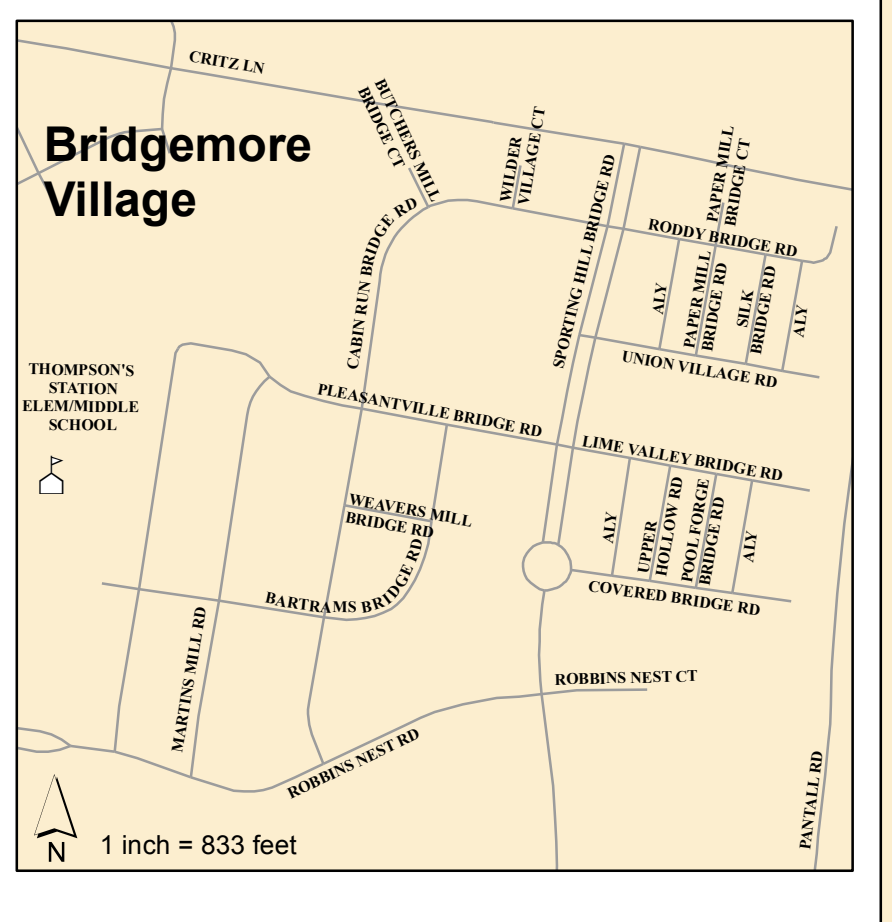 CRITZ LN
BUTCHERS MILL
BRIDGE CT
Bridgemore
Village
WILDER
VILLAGE CT
PAPER MILL
BRIDGE CT
SPORTING HILL BRIDGE RD
RODDY BRIDGE RD
CABIN RUN BRIDGE RD
ALY
PAPER MILL
BRIDGE RD
SILK
BRIDGE RD
ALY
UNION VILLAGE RD
THOMPSON'S
STATION
ELEM/MIDDLE
SCHOOL
PLEASANTVILLE BRIDGE RD
LIME VALLEY BRIDGE RD
WEAVERS MILL
BRIDGE RD
ALY
UPPER
HOLLOW RD
POOL FORGE
BRIDGE RD
ALY
COVERED BRIDGE RD
BARTRAMS BRIDGE RD
MARTINS MILL RD
ROBBINS NEST CT
ROBBINS NEST RD
PANTALL RD
N
1 inch = 833 feet